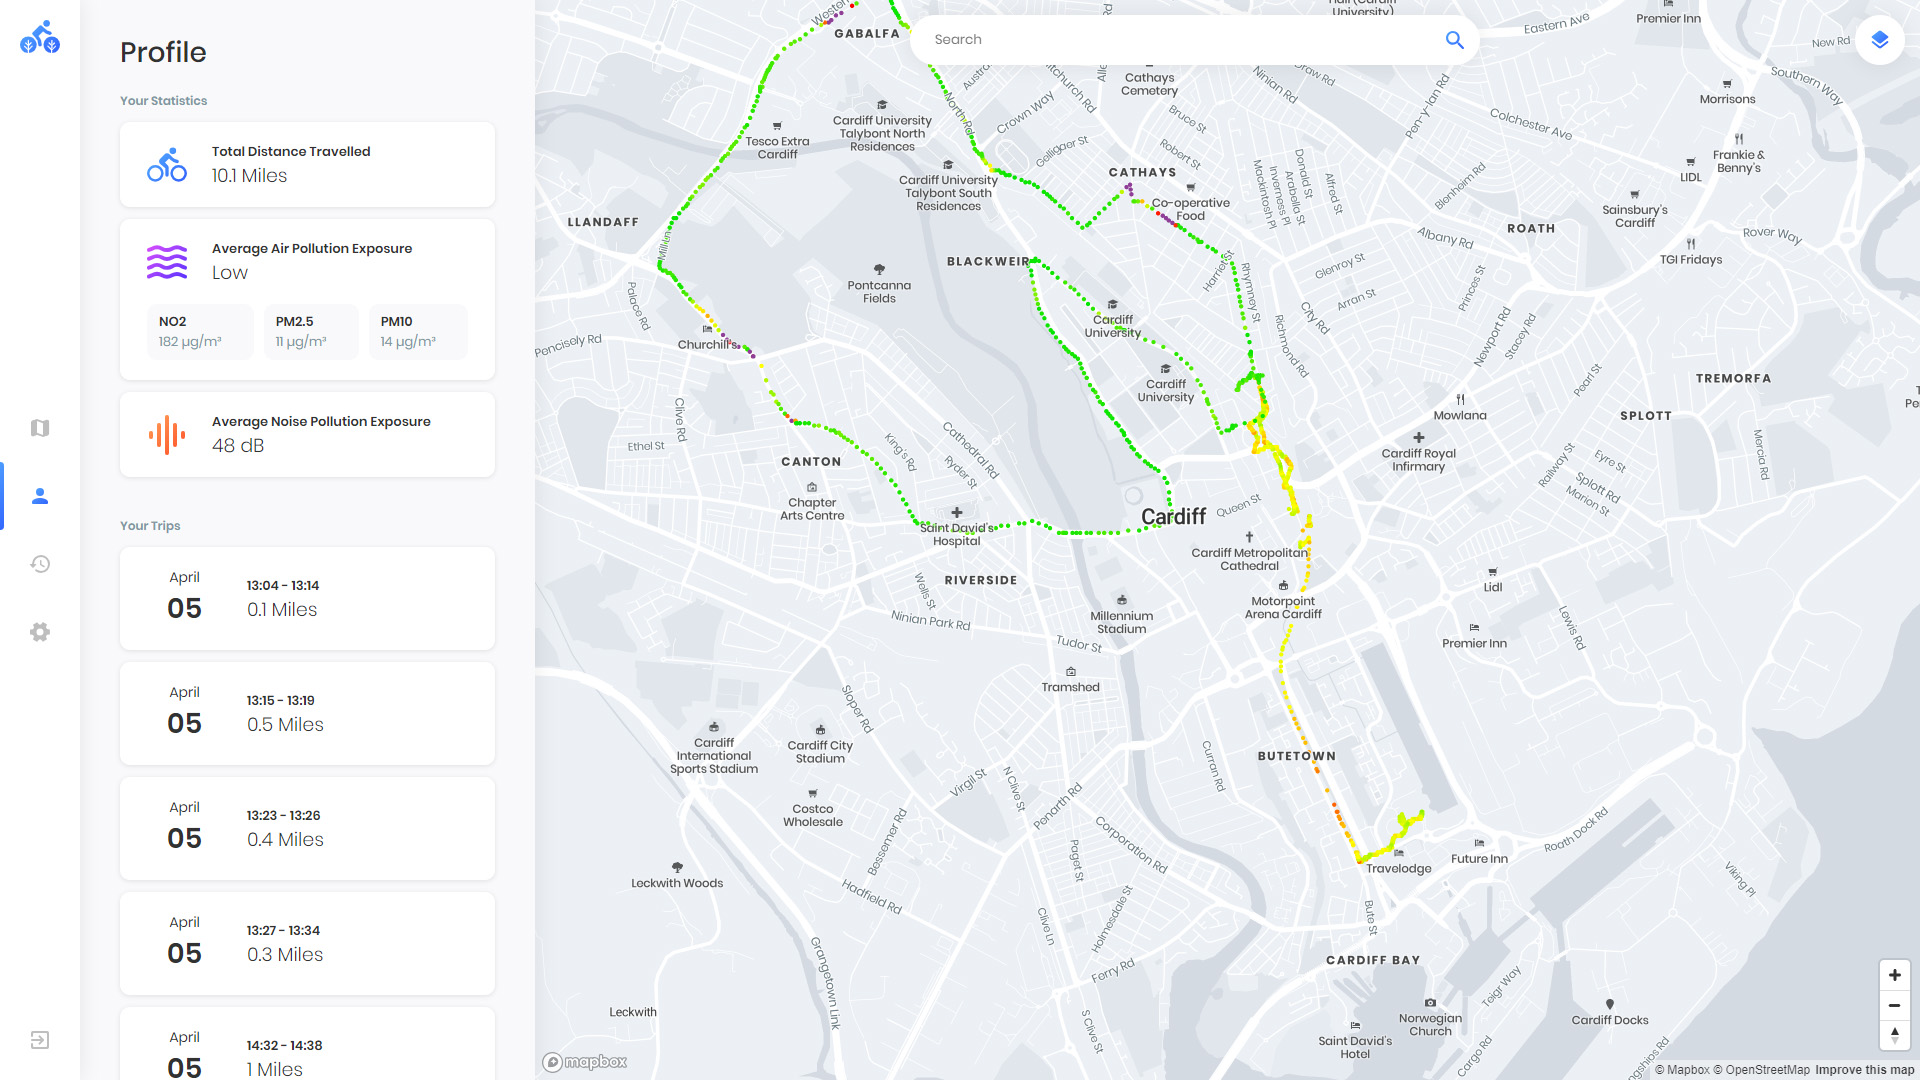 Profile
Your Statistics
Total Distance Travelled
10.1 Miles
Average Air Pollution Exposure
Low
NO2
182 µg/m³
PM2.5
11 µg/m³
PM10
14 µg/m³
Average Noise Pollution Exposure
48 dB
Your Trips
April
05
13:04 - 13:14
0.1 Miles
April
05
13:15 - 13:19
0.5 Miles
April
05
13:23 - 13:26
0.4 Miles
April
05
13:27 - 13:34
0.3 Miles
April
05
14:32 - 14:38
1 Miles
Search
GABALFA
University)
Eastern Ave
Premier Inn
New Rd
Southern Way
Cathays
Cemetery
Crown Way
North Rd
Bruce St
Ninian Rd
Pen-y-lan Rd
Colchester Ave
Morrisons
Tesco Extra
Cardiff
Cardiff University
Talybont North
Residences
Gelligaer St
Robert St
Frankie &
Benny's
LIDL
Cardiff University
Talybont South
Residences
CATHAYS
Co-operative
Food
Mackintosh Pl
Inverness Pl
Arabella St
Donald St
Alfred St
Blenheim Rd
Sainsbury's
Cardiff
LLANDAFF
Albany Rd
ROATH
Rover Way
TGI Fridays
BLACKWEIR
Harriet St
Rhymney St
Glenroy St
Arran St
Princes St
Pontcanna
Fields
Palace Rd
Cardiff
University
City Rd
Richmond Rd
Newport Rd
Stacey Rd
Pencisely Rd
Churchill's
Cardiff
University
Pearl St
TREMORFA
SPLOTT
Mowlana
Clive Rd
Ethel St
King's Rd
Cathedral Rd
Ryder St
CANTON
Cardiff Royal
Infirmary
Railway St
Eyre St
Splott Rd
Marion St
Mercia Rd
Chapter
Arts Centre
Saint David's
Hospital
Cardiff
Queen St
Cardiff Metropolitan
Cathedral
RIVERSIDE
Wells St
Ninian Park Rd
Motorpoint
Arena Cardiff
Lidl
Millennium
Stadium
Tudor St
Premier Inn
Lewis Rd
Tramshed
Sloper Rd
Cardiff
International
Sports Stadium
Cardiff City
Stadium
Curran Rd
BUTETOWN
Virgil St
N Clive St
Penarth Rd
Costco
Wholesale
Bessemer Rd
Corporation Rd
Paget St
Travelodge
Future Inn
Roath Dock Rd
Leckwith Woods
Hadfield Rd
Viking Pl
Clive Ln
Holmesdale St
Bute St
Grangetown Link
Ferry Rd
CARDIFF BAY
Teigr Way
Leckwith
S Clive St
Norwegian
Church
Cardiff Docks
Saint David's
Hotel
Cargo Rd
mapbox
© Mapbox © OpenStreetMap Improve this map